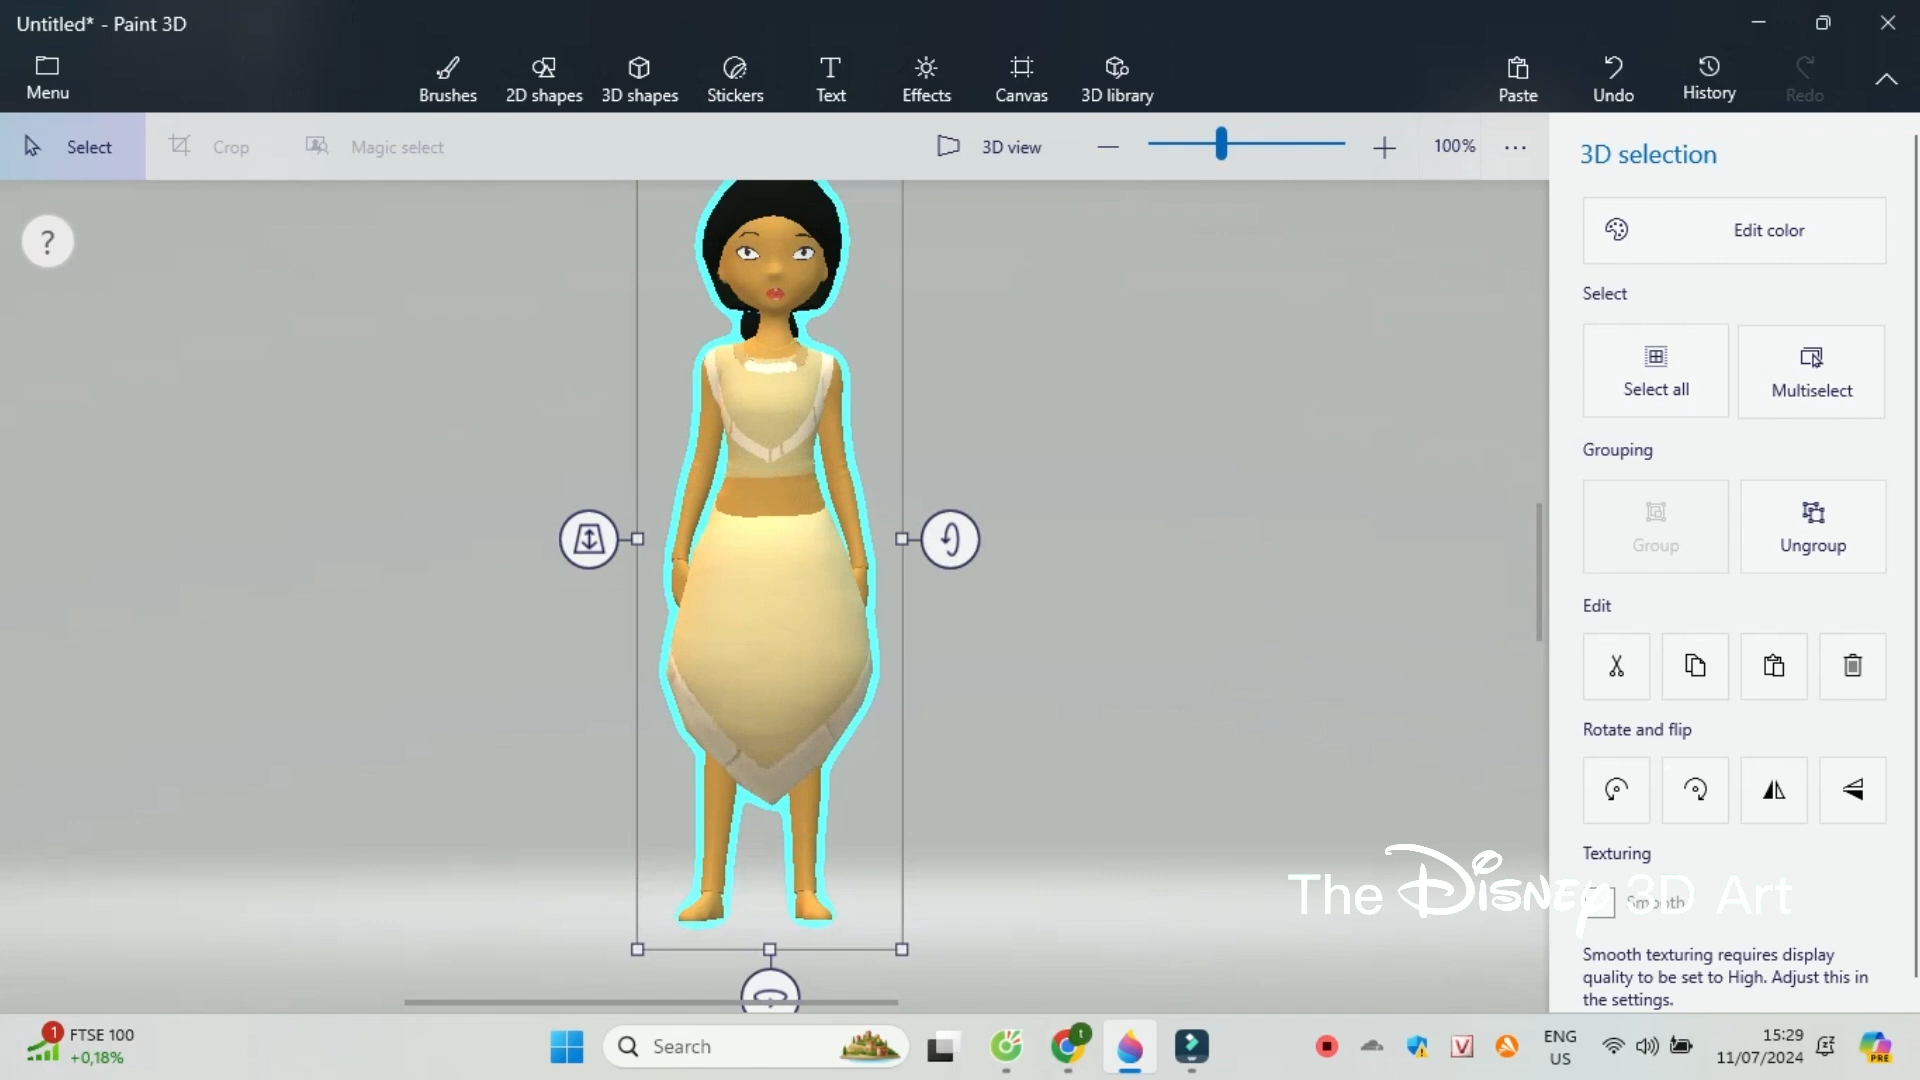 Untitled* - Paint 3D
Menu
Brushes
2D shapes
3D shapes
Stickers
Text
Effects
Canvas
3D library
Paste
Undo
History
Redo
Select
Crop
Magic select
3D view
100%
3D selection
?
Edit color
Select
Select all
Multiselect
Grouping
Group
Ungroup
Edit
Rotate and flip
Texturing
Smooth
The Disney 3D Art
Smooth texturing requires display
quality to be set to High. Adjust this in
the settings.
1
FTSE 100
+0,18%
Search
t
V
ENG
US
15:29
11/07/2024
PRE